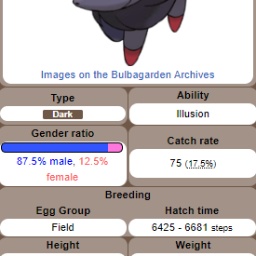 Images on the Bulbagarden Archives
Type
Ability
Dark
Illusion
Gender ratio
Catch rate
87.5% male, 12.5%
female
75 (17.5%)
Breeding
Egg Group
Hatch time
Field
6425 - 6681 steps
Height
Weight